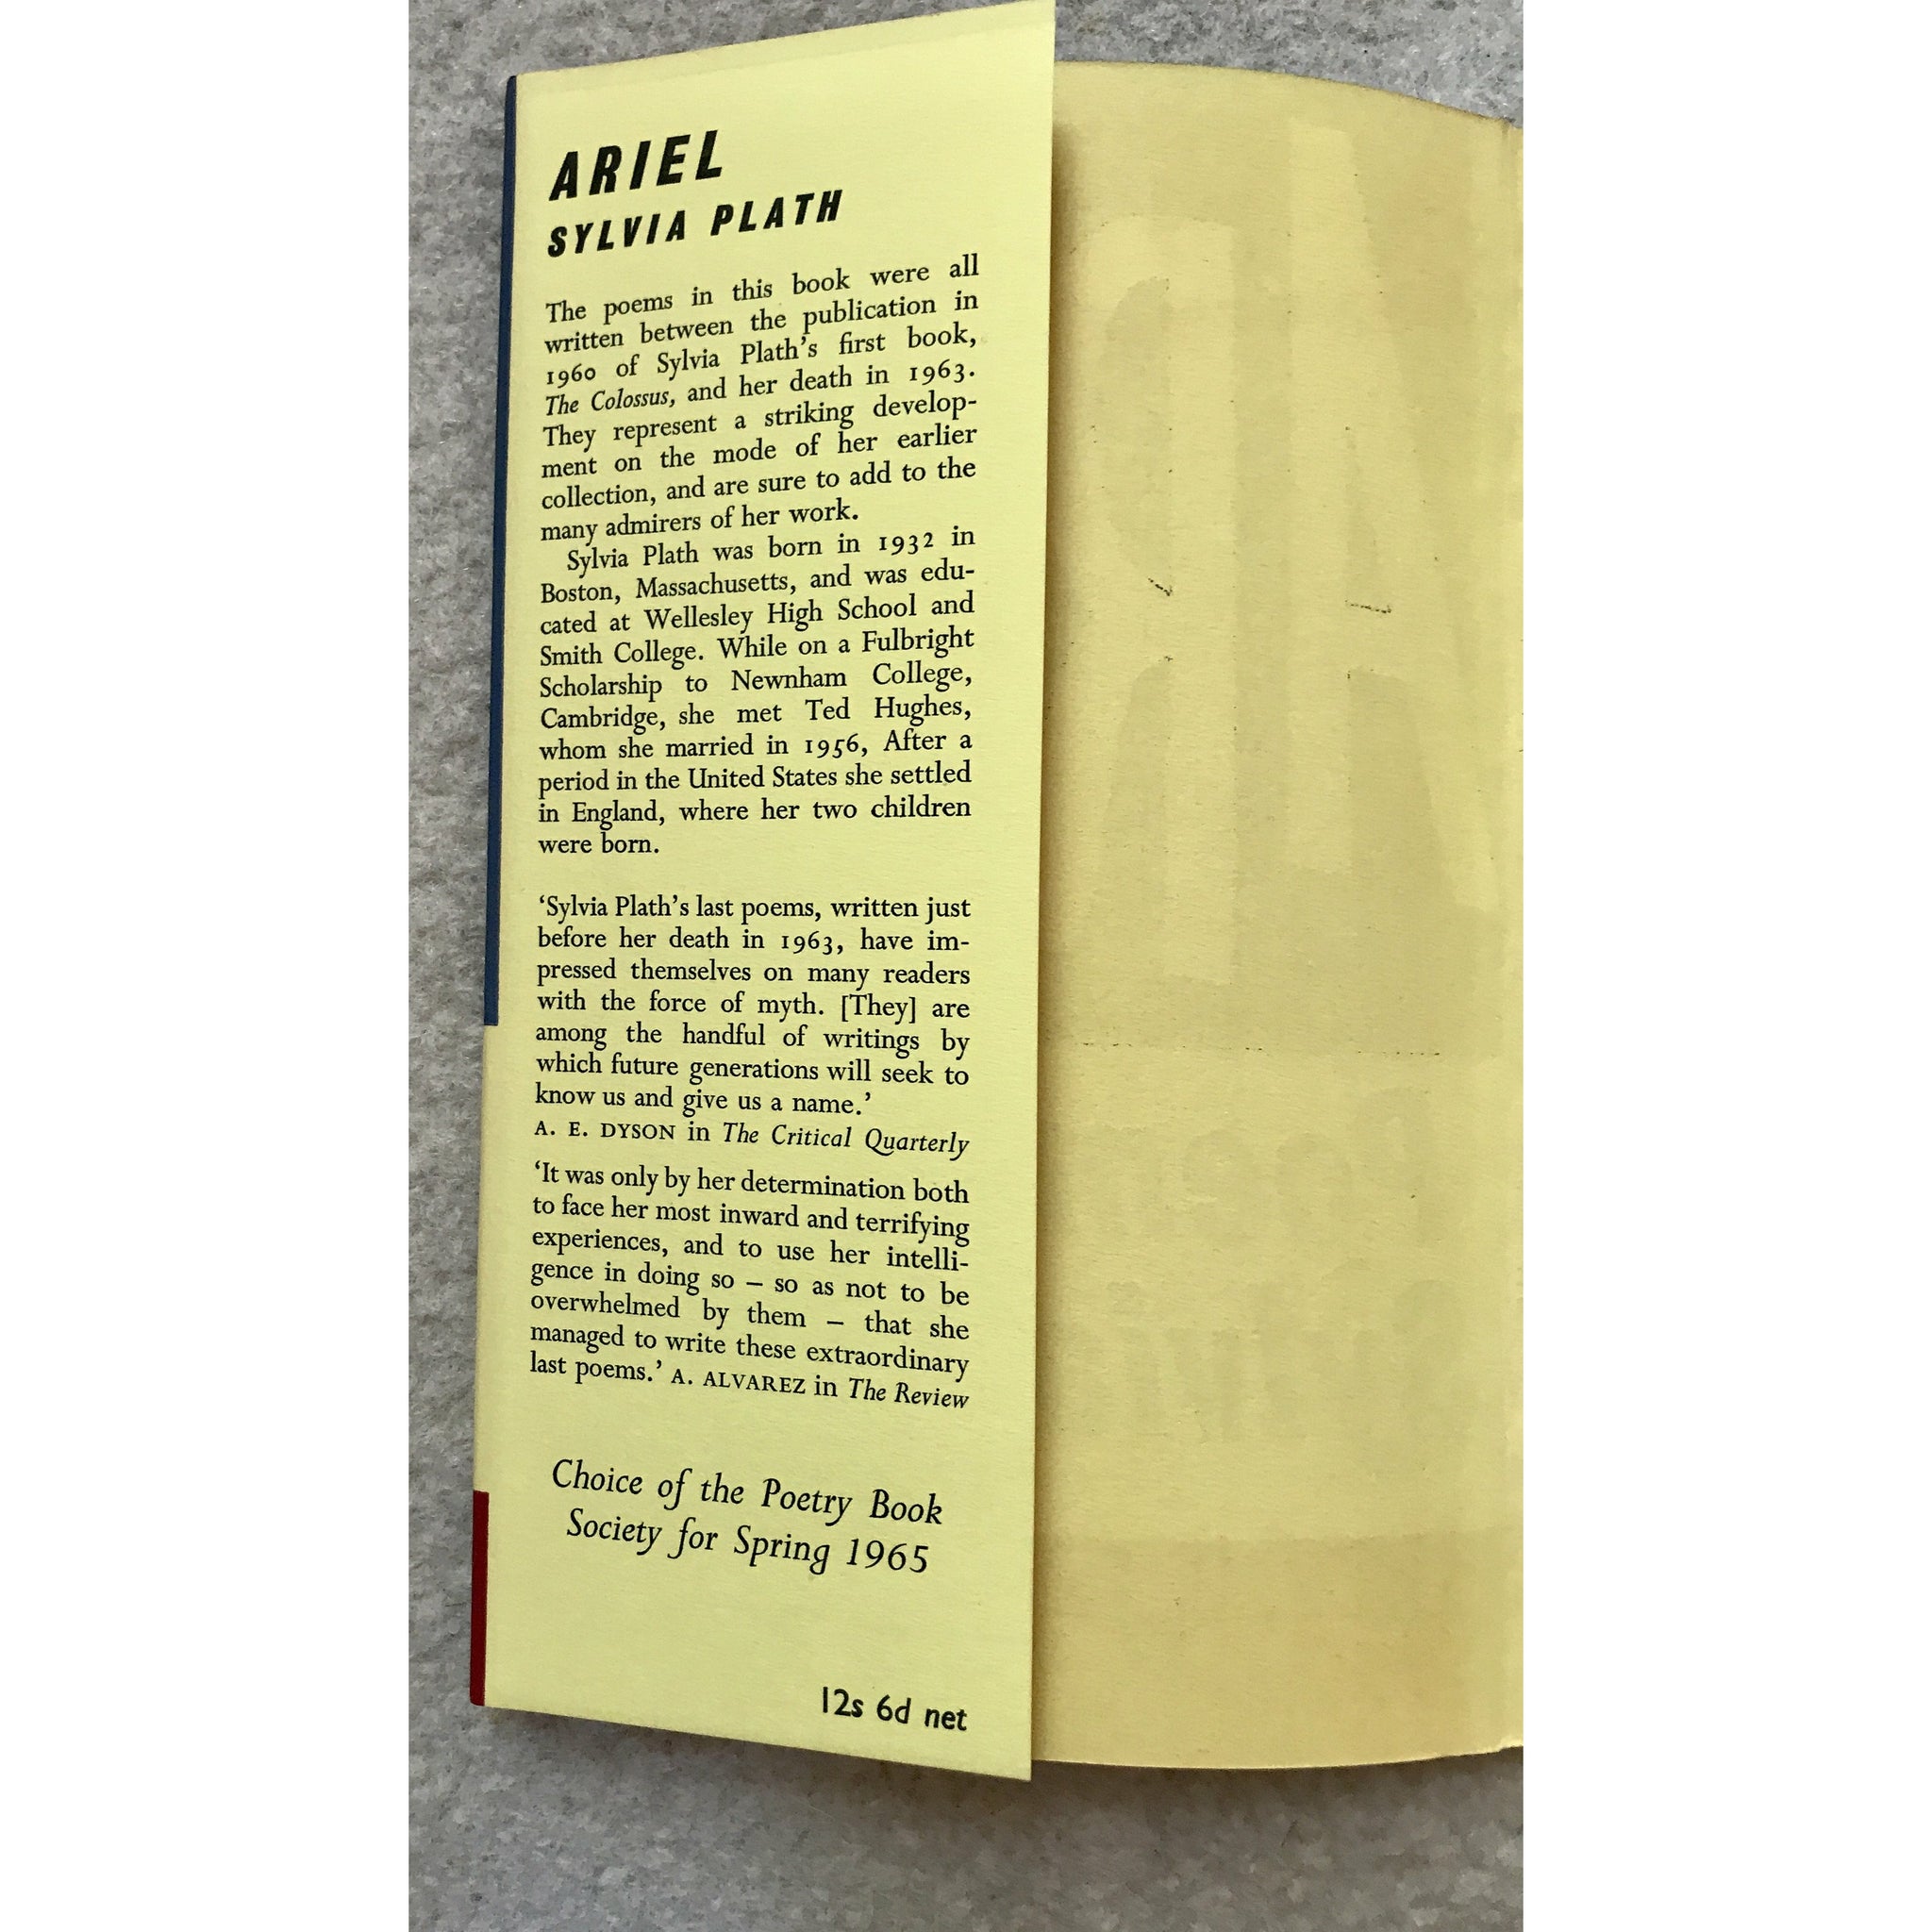 ARIEL
SYLVIA PLATH
The poems in this book were all
written between the publication in
1960 of Sylvia Plath's first book,
The Colossus, and her death in 1963.
They represent a striking develop-
ment on the mode of her earlier
collection, and are sure to add to the
many admirers of her work.
Sylvia Plath was born in 1932 in
Boston, Massachusetts, and was edu-
cated at Wellesley High School and
Smith College. While on a Fulbright
Scholarship to Newnham College,
Cambridge, she met Ted Hughes,
whom she married in 1956, After a
period in the United States she settled
in England, where her two children
were born.
‘Sylvia Plath's last poems, written just
before her death in 1963, have im-
pressed themselves on many readers
with the force of myth. [They] are
among the handful of writings by
which future generations will seek to
know us and give us a name.’
A. E. DYSON in The Critical Quarterly
‘It was only by her determination both
to face her most inward and terrifying
experiences, and to use her intelli-
gence in doing so – so as not to be
overwhelmed by them – that she
managed to write these extraordinary
last poems.’ A. ALVAREZ in The Review
Choice of the Poetry Book
Society for Spring 1965
12s 6d net